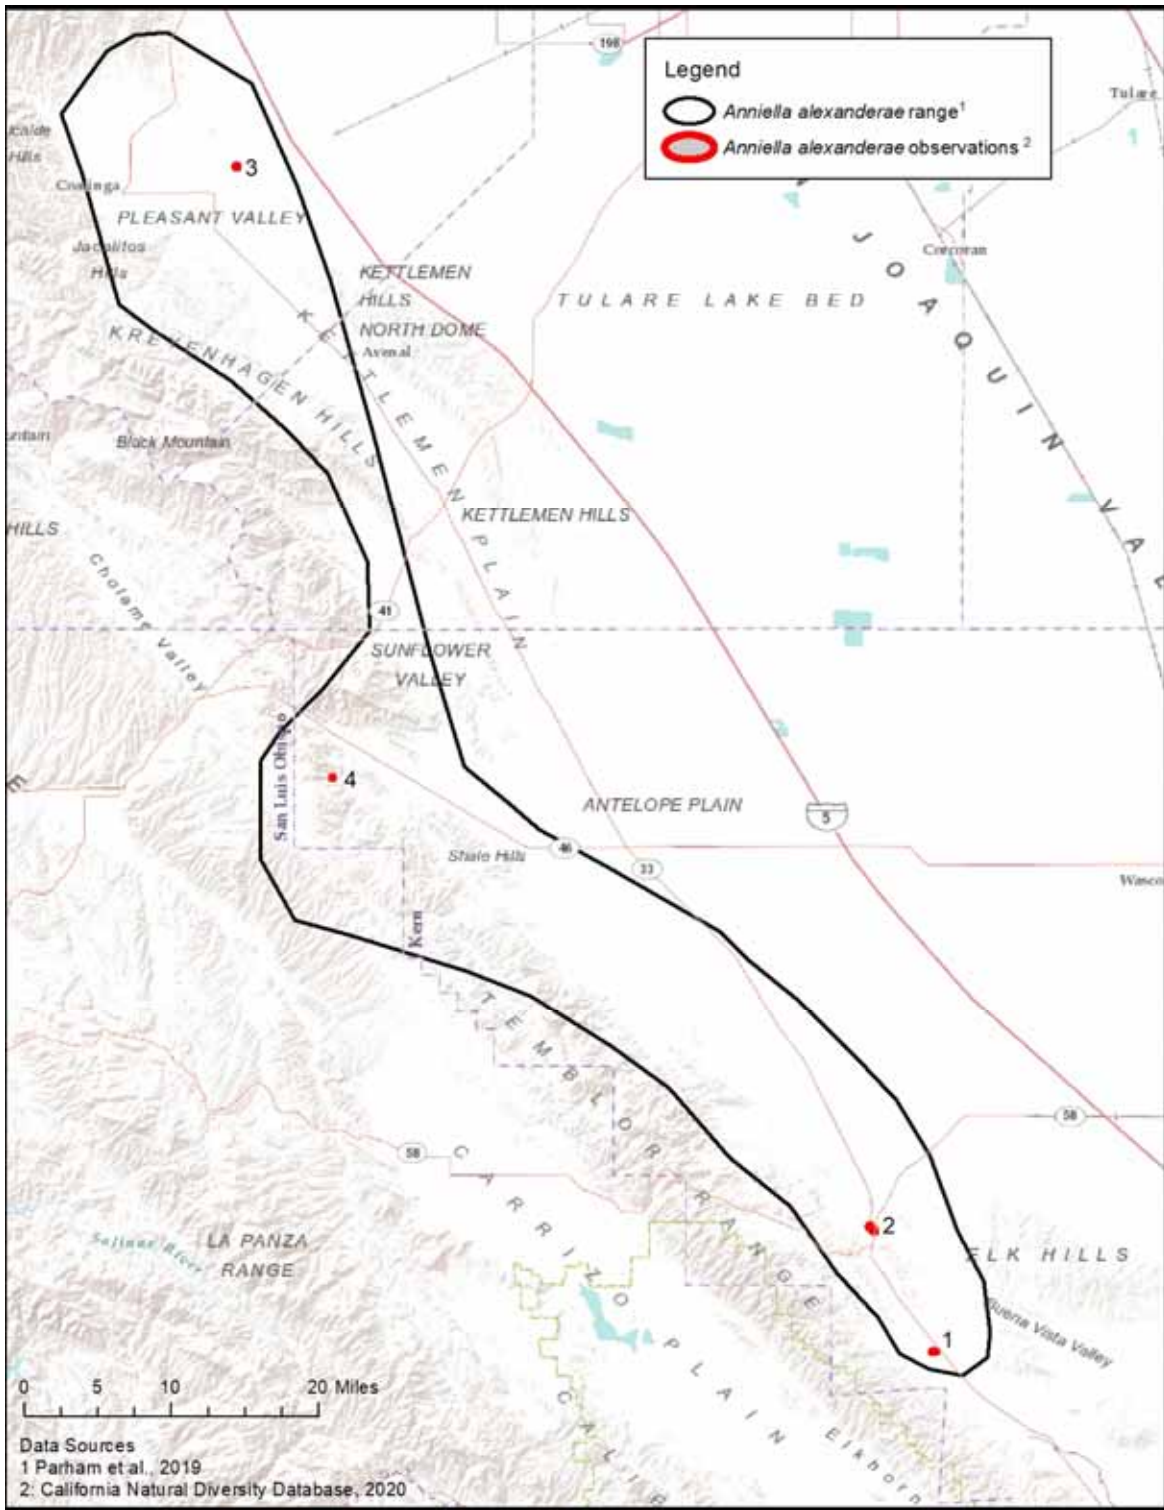 198
Legend
Anniella alexanderae range1
Anniella alexanderae observations 2
Tulare
Hills
3
Coalinga
PLEASANT VALLEY
Jacalitos
Hills
Corcoran
JOAQUIN VAL
KETTLEMEN
HILLS
NORTH DOME
TULARE LAKE BED
Avenal
KREYENHAGEN HILLS
KETTLEMEN PLAIN
Black Mountain
KETTLEMEN HILLS
HILLS
Cholame Valley
41
SUNFLOWER
VALLEY
San Luis Obispo
4
ANTELOPE PLAIN
5
46
Shale Hills
33
Wasco
Kern
TEMBLOR RANGE
58
58
CARRIZO PLAIN
2
Salinas River
LA PANZA
RANGE
ELK HILLS
Buena Vista Valley
1
Elkhorn
CALIF
0 5 10 20 Miles
Data Sources
1 Parham et al., 2019
2: California Natural Diversity Database, 2020